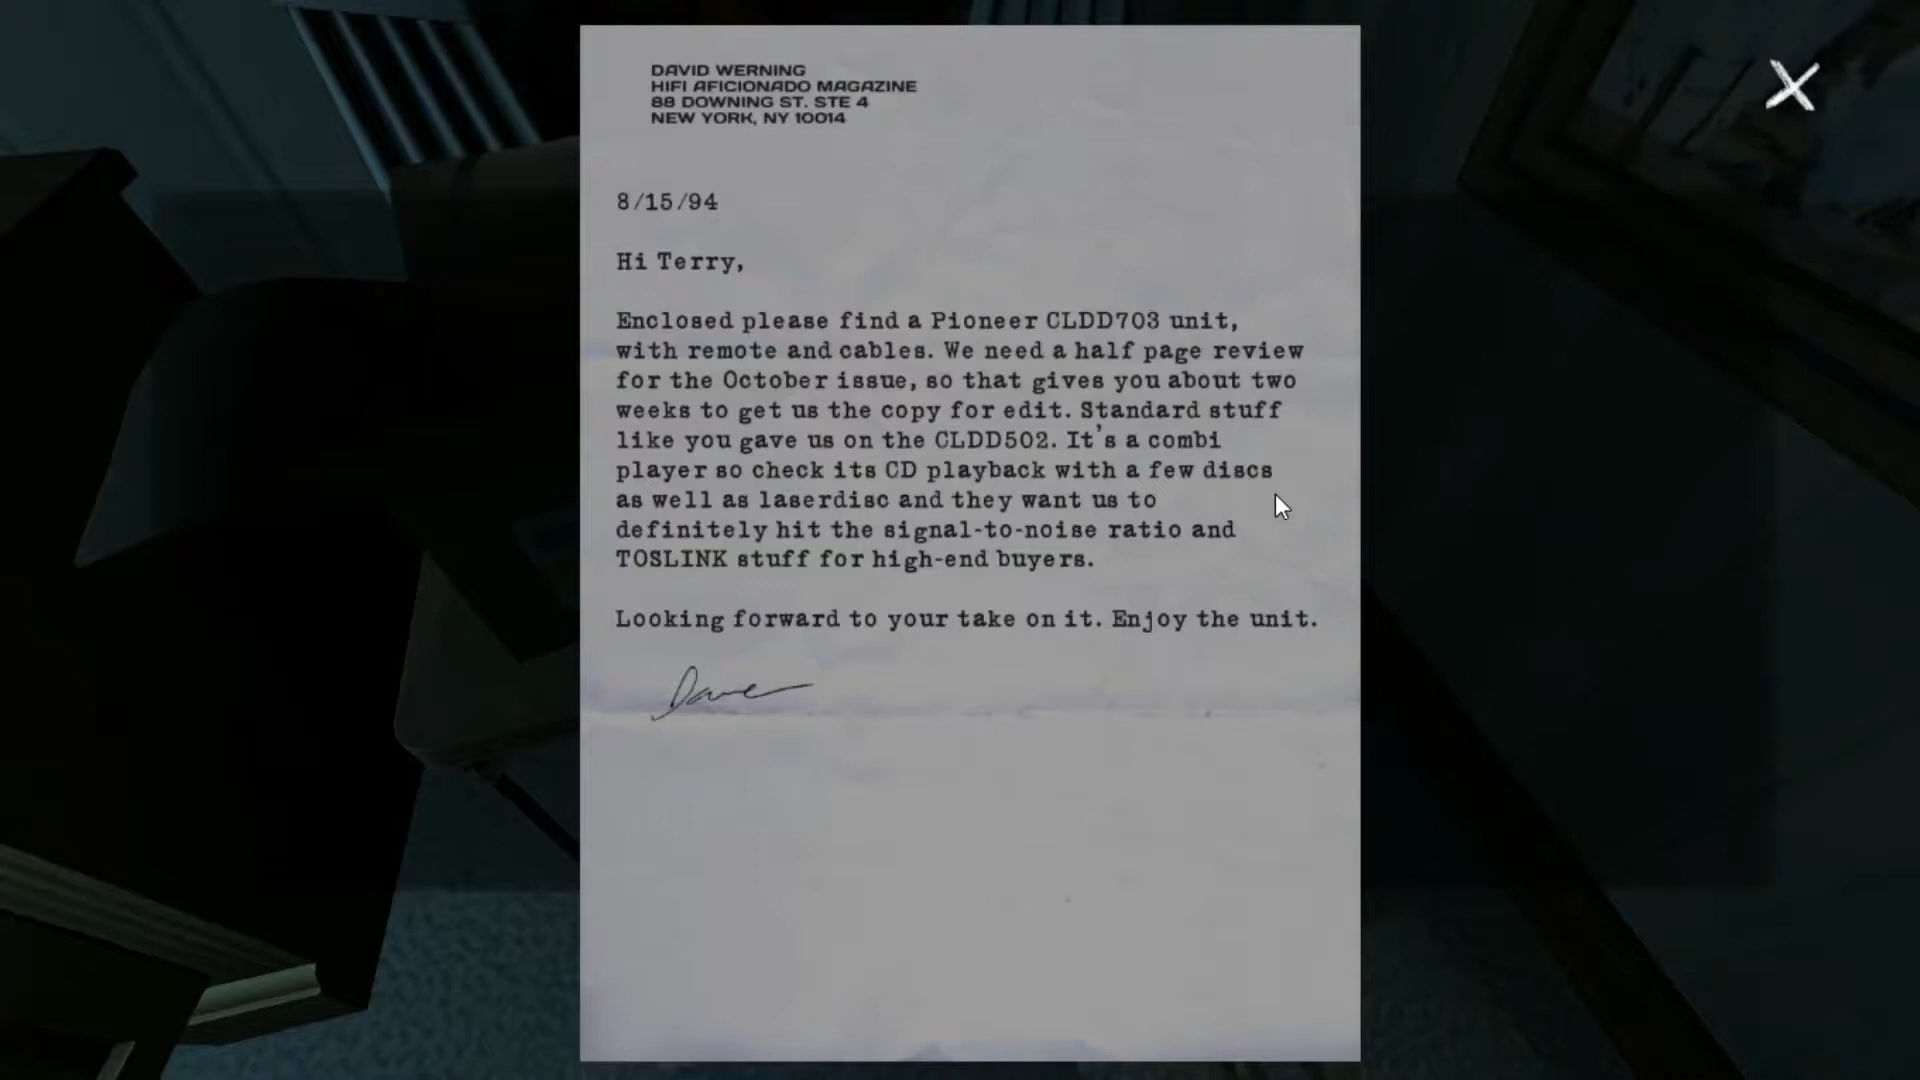 DAVID WERNING
HIFI AFICIONADO MAGAZINE
88 DOWNING ST. STE 4
NEW YORK, NY 10014
8/15/94
Hi Terry,
Enclosed please find a Pioneer CLDD703 unit,
with remote and cables. We need a half page review
for the October issue, so that gives you about two
weeks to get us the copy for edit. Standard stuff
like you gave us on the CLDD502. It's a combi
player so check its CD playback with a few discs
as well as laserdisc and they want us to
definitely hit the signal-to-noise ratio and
TOSLINK stuff for high-end buyers.
Looking forward to your take on it. Enjoy the unit.
Dave